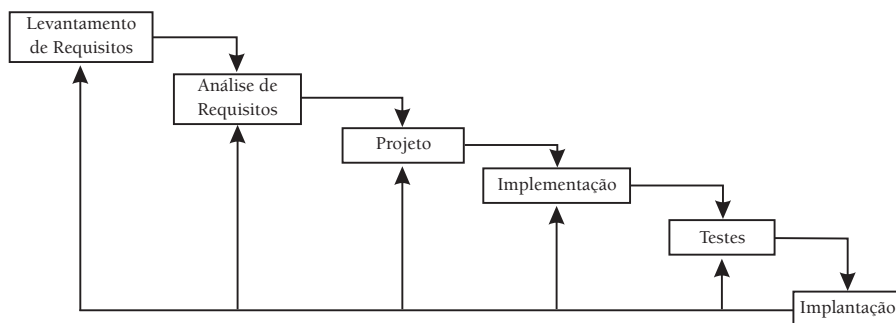 Levantamento
de Requisitos
Análise de
Requisitos
Projeto
Implementação
Testes
Implantação